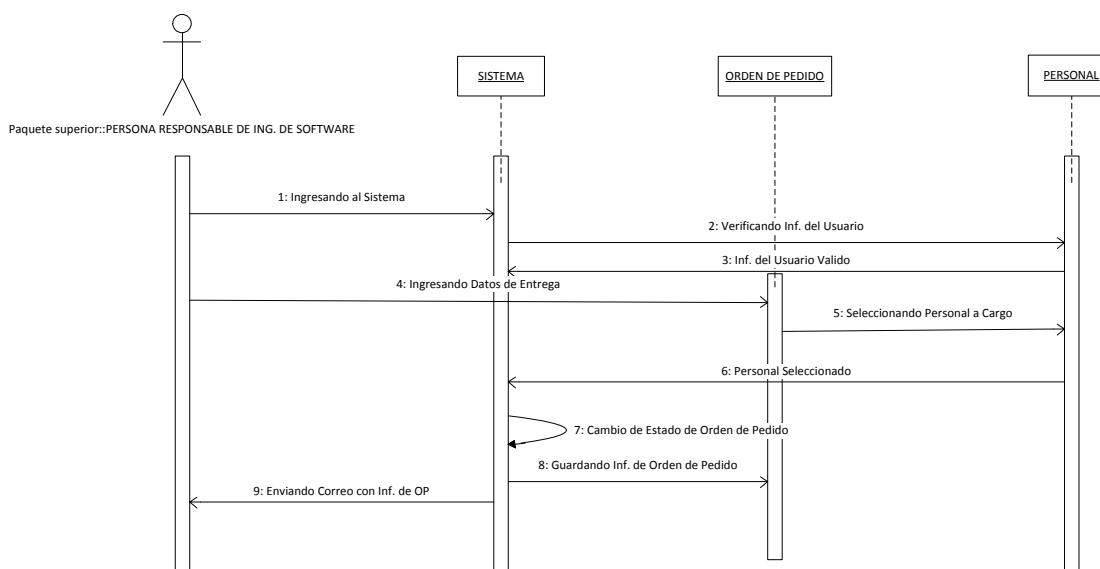 SISTEMA
ORDEN DE PEDIDO
PERSONAL
Paquete superior::PERSONA RESPONSABLE DE ING. DE SOFTWARE
1: Ingresando al Sistema
2: Verificando Inf. del Usuario
3: Inf. del Usuario Valido
4: Ingresando Datos de Entrega
5: Seleccionando Personal a Cargo
6: Personal Seleccionado
7: Cambio de Estado de Orden de Pedido
8: Guardando Inf. de Orden de Pedido
9: Enviando Correo con Inf. de OP